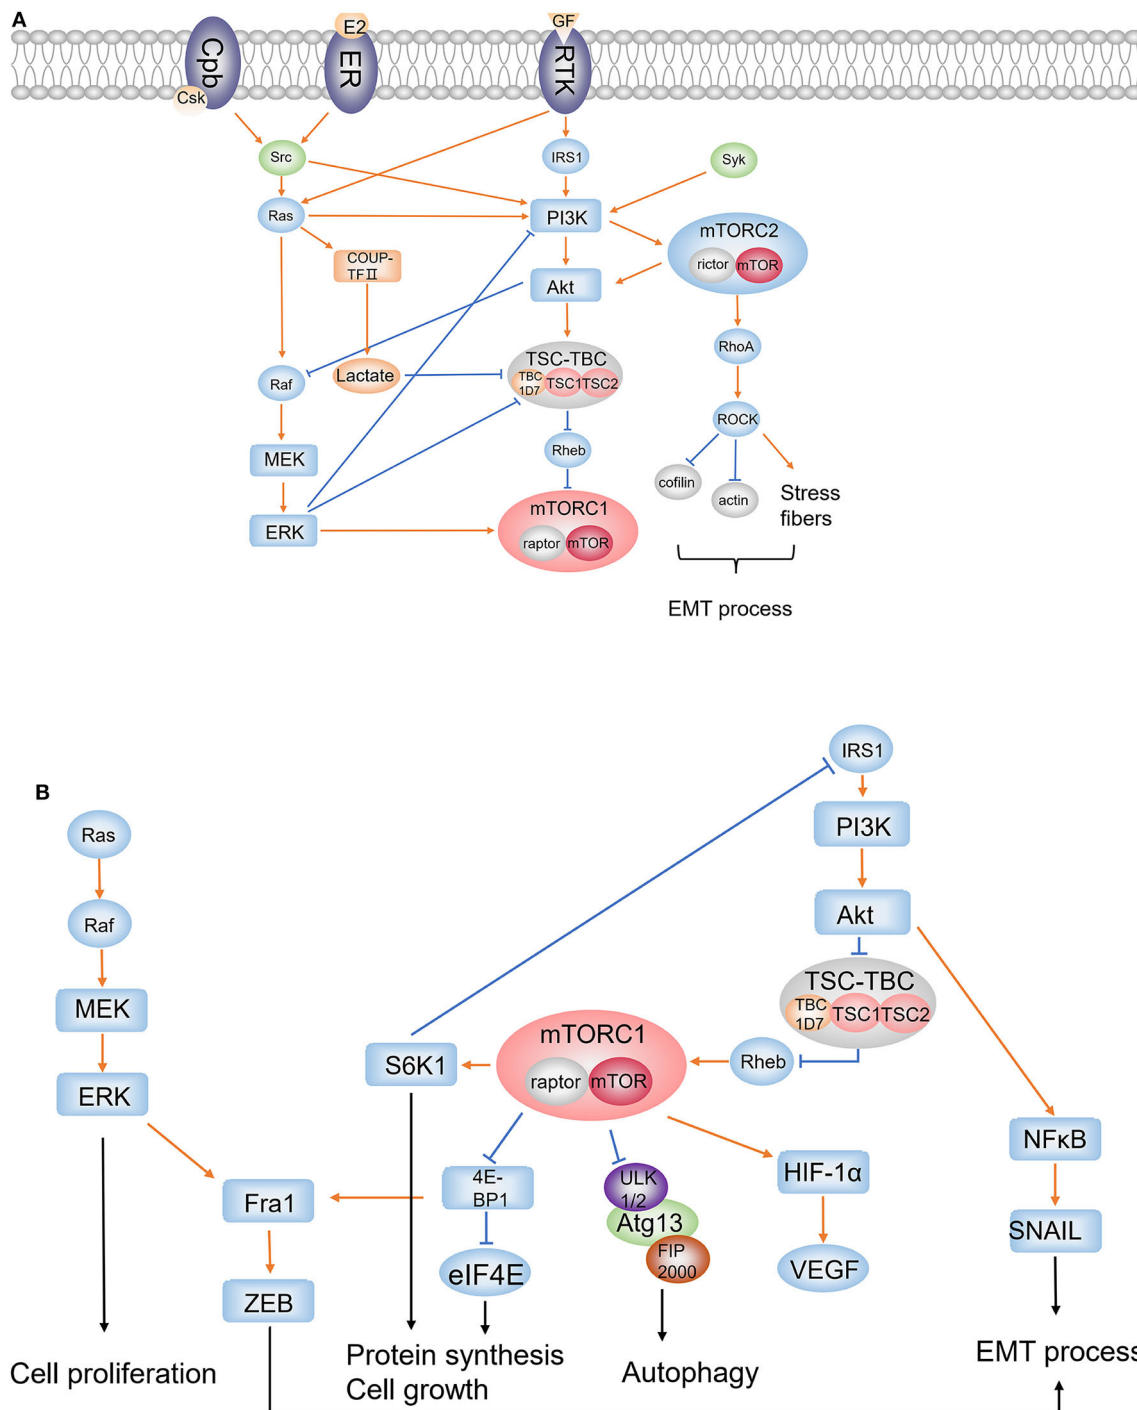 A
GF
E2
Cpb
ER
RTK
Csk
Src
IRS1
Syk
Ras
PI3K
mTORC2
rictor
mTOR
COUP-
TFⅡ
Akt
RhoA
TSC-TBC
TBC
1D7
TSC1
TSC2
Raf
Lactate
ROCK
Rheb
MEK
cofilin
actin
Stress
fibers
mTORC1
raptor
mTOR
ERK
EMT process
B
IRS1
Ras
PI3K
Raf
Akt
TSC-TBC
TBC
1D7
TSC1
TSC2
MEK
mTORC1
raptor
mTOR
S6K1
Rheb
ERK
NFκB
4E-
BP1
ULK
1/2
HIF-1α
Fra1
Atg13
SNAIL
FIP
2000
eIF4E
VEGF
ZEB
Cell proliferation
Protein synthesis
Cell growth
Autophagy
EMT process